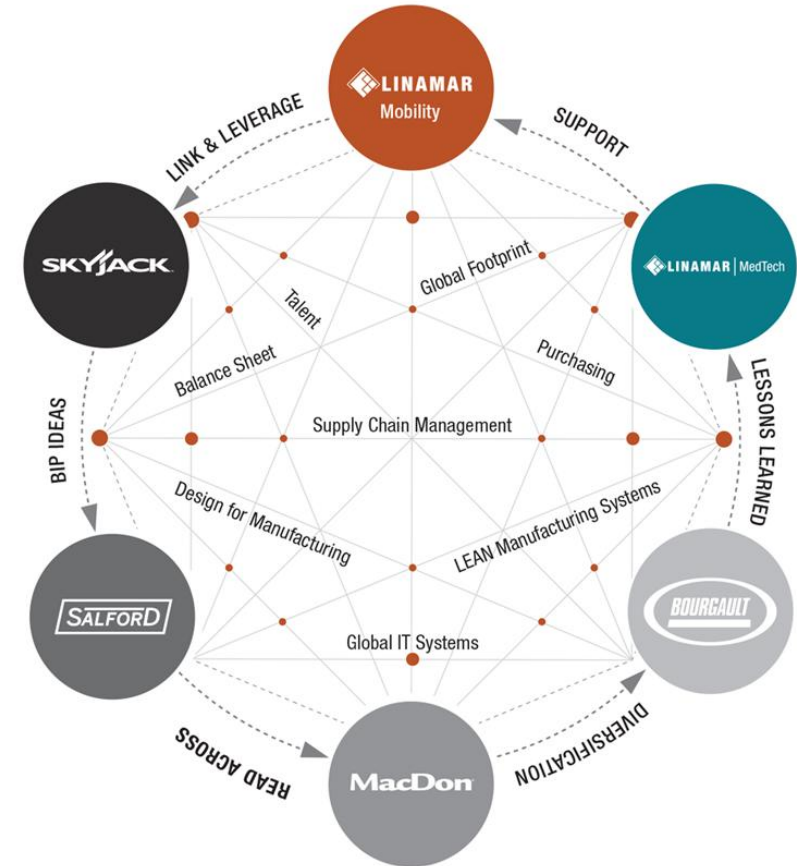 LINAMAR
Mobility
LINK & LEVERAGE
SUPPORT
SKYJACK
LINAMAR | MedTech
Global Footprint
Talent
Balance Sheet
Purchasing
Supply Chain Management
BIP IDEAS
LESSONS LEARNED
Design for Manufacturing
LEAN Manufacturing Systems
SALFORD
BOURGAULT
Global IT Systems
READ ACROSS
DIVERSIFICATION
MacDon